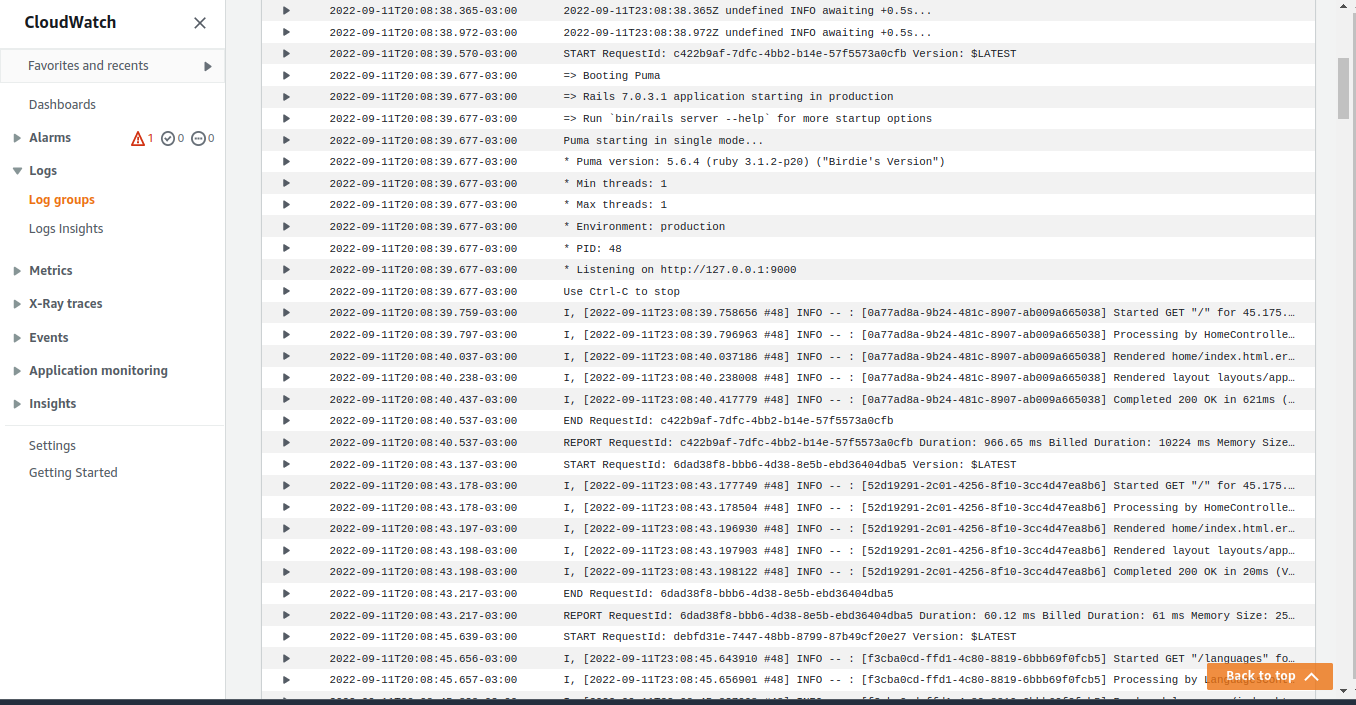 CloudWatch
Favorites and recents
Dashboards
Alarms 1 0 0
Logs
Log groups
Logs Insights
Metrics
X-Ray traces
Events
Application monitoring
Insights
Settings
Getting Started
2022-09-11T20:08:38.365-03:00 2022-09-11T23:08:38.365Z undefined INFO awaiting +0.5s...
2022-09-11T20:08:38.972-03:00 2022-09-11T23:08:38.972Z undefined INFO awaiting +0.5s...
2022-09-11T20:08:39.570-03:00 START RequestId: c422b9af-7dfc-4bb2-b14e-57f5573a0cfb Version: $LATEST
2022-09-11T20:08:39.677-03:00 => Booting Puma
2022-09-11T20:08:39.677-03:00 => Rails 7.0.3.1 application starting in production
2022-09-11T20:08:39.677-03:00 => Run `bin/rails server --help` for more startup options
2022-09-11T20:08:39.677-03:00 Puma starting in single mode...
2022-09-11T20:08:39.677-03:00 * Puma version: 5.6.4 (ruby 3.1.2-p20) ("Birdie's Version")
2022-09-11T20:08:39.677-03:00 * Min threads: 1
2022-09-11T20:08:39.677-03:00 * Max threads: 1
2022-09-11T20:08:39.677-03:00 * Environment: production
2022-09-11T20:08:39.677-03:00 * PID: 48
2022-09-11T20:08:39.677-03:00 * Listening on http://127.0.0.1:9000
2022-09-11T20:08:39.677-03:00 Use Ctrl-C to stop
2022-09-11T20:08:39.759-03:00 I, [2022-09-11T23:08:39.758656 #48] INFO -- : [0a77ad8a-9b24-481c-8907-ab009a665038] Started GET "/" for 45.175.…
2022-09-11T20:08:39.797-03:00 I, [2022-09-11T23:08:39.796963 #48] INFO -- : [0a77ad8a-9b24-481c-8907-ab009a665038] Processing by HomeControlle…
2022-09-11T20:08:40.037-03:00 I, [2022-09-11T23:08:40.037186 #48] INFO -- : [0a77ad8a-9b24-481c-8907-ab009a665038] Rendered home/index.html.er…
2022-09-11T20:08:40.238-03:00 I, [2022-09-11T23:08:40.238008 #48] INFO -- : [0a77ad8a-9b24-481c-8907-ab009a665038] Rendered layout layouts/app…
2022-09-11T20:08:40.437-03:00 I, [2022-09-11T23:08:40.417779 #48] INFO -- : [0a77ad8a-9b24-481c-8907-ab009a665038] Completed 200 OK in 621ms (…
2022-09-11T20:08:40.537-03:00 END RequestId: c422b9af-7dfc-4bb2-b14e-57f5573a0cfb
2022-09-11T20:08:40.537-03:00 REPORT RequestId: c422b9af-7dfc-4bb2-b14e-57f5573a0cfb Duration: 966.65 ms Billed Duration: 10224 ms Memory Size…
2022-09-11T20:08:43.137-03:00 START RequestId: 6dad38f8-bbb6-4d38-8e5b-ebd36404dba5 Version: $LATEST
2022-09-11T20:08:43.178-03:00 I, [2022-09-11T23:08:43.177749 #48] INFO -- : [52d19291-2c01-4256-8f10-3cc4d47ea8b6] Started GET "/" for 45.175.…
2022-09-11T20:08:43.178-03:00 I, [2022-09-11T23:08:43.178504 #48] INFO -- : [52d19291-2c01-4256-8f10-3cc4d47ea8b6] Processing by HomeControlle…
2022-09-11T20:08:43.197-03:00 I, [2022-09-11T23:08:43.196930 #48] INFO -- : [52d19291-2c01-4256-8f10-3cc4d47ea8b6] Rendered home/index.html.er…
2022-09-11T20:08:43.198-03:00 I, [2022-09-11T23:08:43.197903 #48] INFO -- : [52d19291-2c01-4256-8f10-3cc4d47ea8b6] Rendered layout layouts/app…
2022-09-11T20:08:43.198-03:00 I, [2022-09-11T23:08:43.198122 #48] INFO -- : [52d19291-2c01-4256-8f10-3cc4d47ea8b6] Completed 200 OK in 20ms (V…
2022-09-11T20:08:43.217-03:00 END RequestId: 6dad38f8-bbb6-4d38-8e5b-ebd36404dba5
2022-09-11T20:08:43.217-03:00 REPORT RequestId: 6dad38f8-bbb6-4d38-8e5b-ebd36404dba5 Duration: 60.12 ms Billed Duration: 61 ms Memory Size: 25…
2022-09-11T20:08:45.639-03:00 START RequestId: debfd31e-7447-48bb-8799-87b49cf20e27 Version: $LATEST
2022-09-11T20:08:45.656-03:00 I, [2022-09-11T23:08:45.643910 #48] INFO -- : [f3cba0cd-ffd1-4c80-8819-6bbb69f0fcb5] Started GET "/languages" fo…
2022-09-11T20:08:45.657-03:00 I, [2022-09-11T23:08:45.656901 #48] INFO -- : [f3cba0cd-ffd1-4c80-8819-6bbb69f0fcb5] Processing by
Back to top